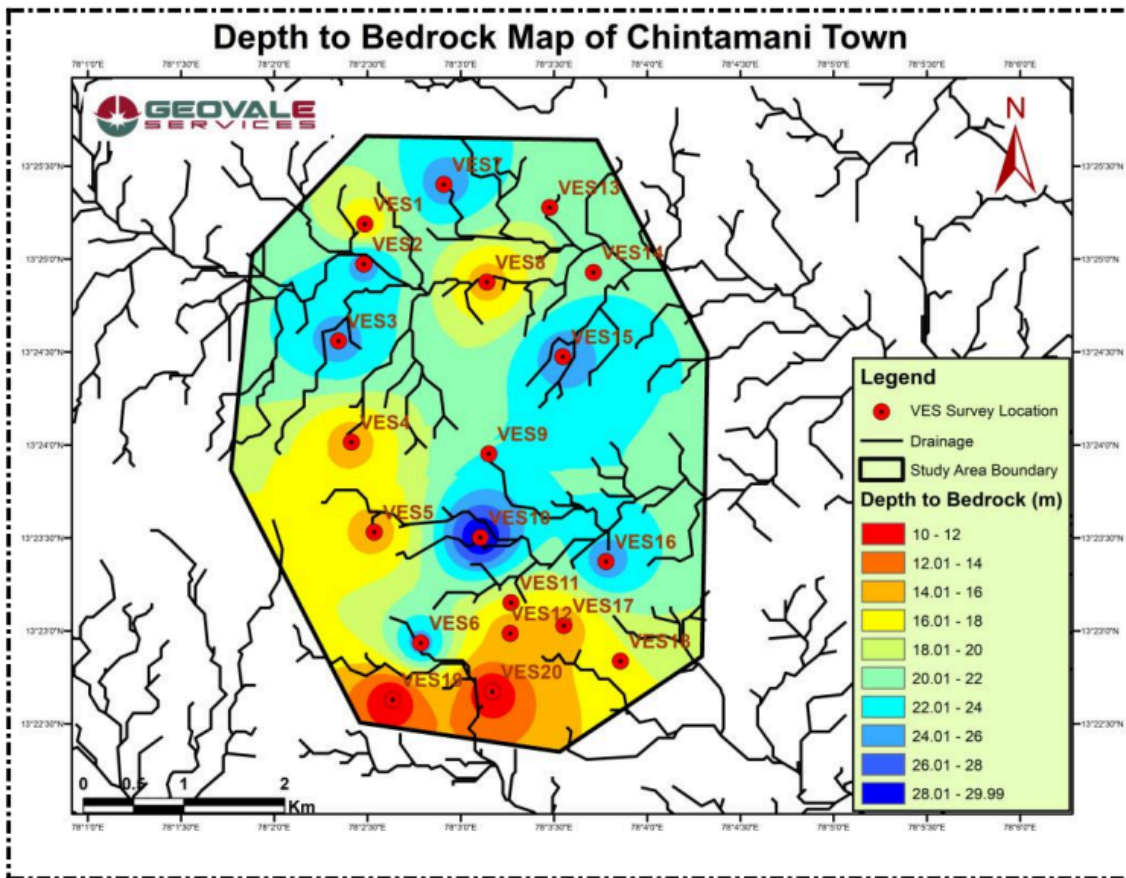 Depth to Bedrock Map of Chintamani Town
78°1'0"E 78°1'30"E 78°2'0"E 78°2'30"E 78°3'0"E 78°3'30"E 78°4'0"E 78°4'30"E 78°5'0"E 78°5'30"E 78°6'0"E
GEOVALE
SERVICES
N
13°25'30"N 13°25'30"N
VES7
VES13
VES1
VES2
13°25'0"N 13°25'0"N
VES8
VES14
VES3
VES15
13°24'30"N 13°24'30"N
Legend
VES Survey Location
Drainage
Study Area Boundary
Depth to Bedrock (m)
10 - 12
12.01 - 14
14.01 - 16
16.01 - 18
18.01 - 20
20.01 - 22
22.01 - 24
24.01 - 26
26.01 - 28
28.01 - 29.99
VES4
VES9
13°24'0"N 13°24'0"N
VES5
VES10
13°23'30"N 13°23'30"N
VES16
VES11
VES12
VES17
VES6
13°23'0"N 13°23'0"N
VES18
VES19
VES20
13°22'30"N 13°22'30"N
0 0.5 1 2
Km
78°1'0"E 78°1'30"E 78°2'0"E 78°2'30"E 78°3'0"E 78°3'30"E 78°4'0"E 78°4'30"E 78°5'0"E 78°5'30"E 78°6'0"E